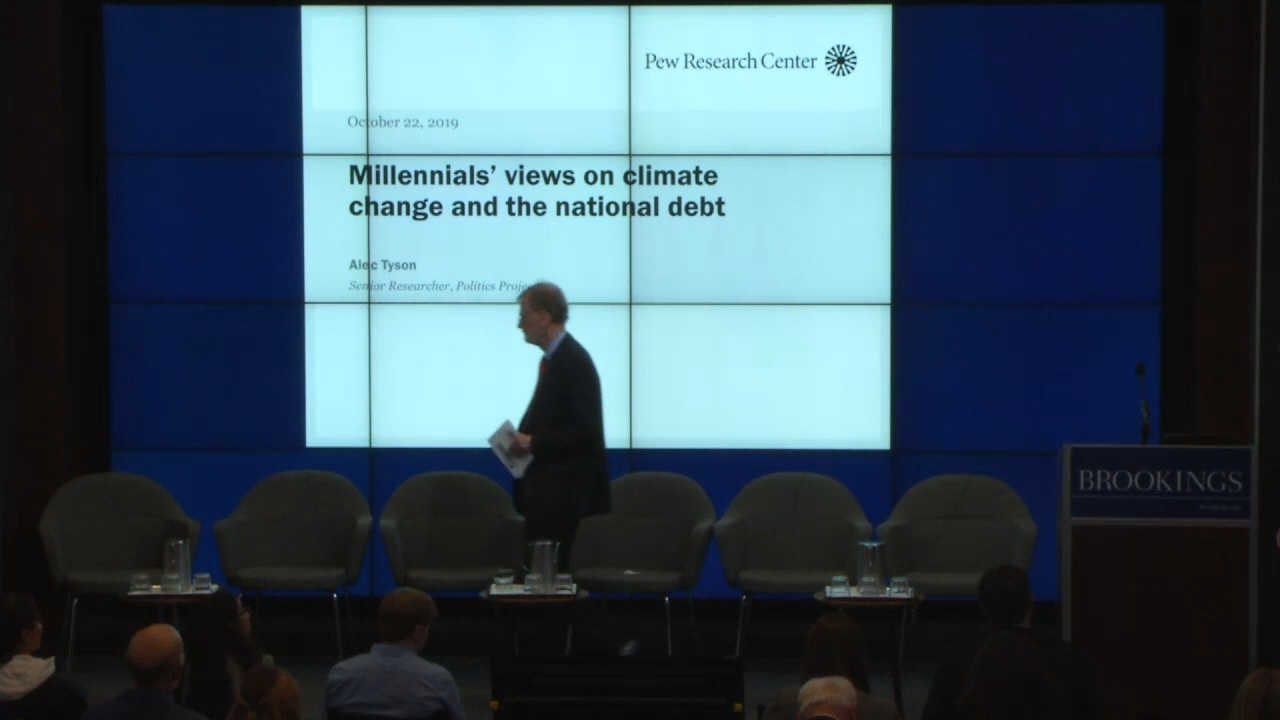 Pew Research Center
October 22, 2019
Millennials' views on climate
change and the national debt
Alec Tyson
Senior Researcher, Politics
BROOKINGS